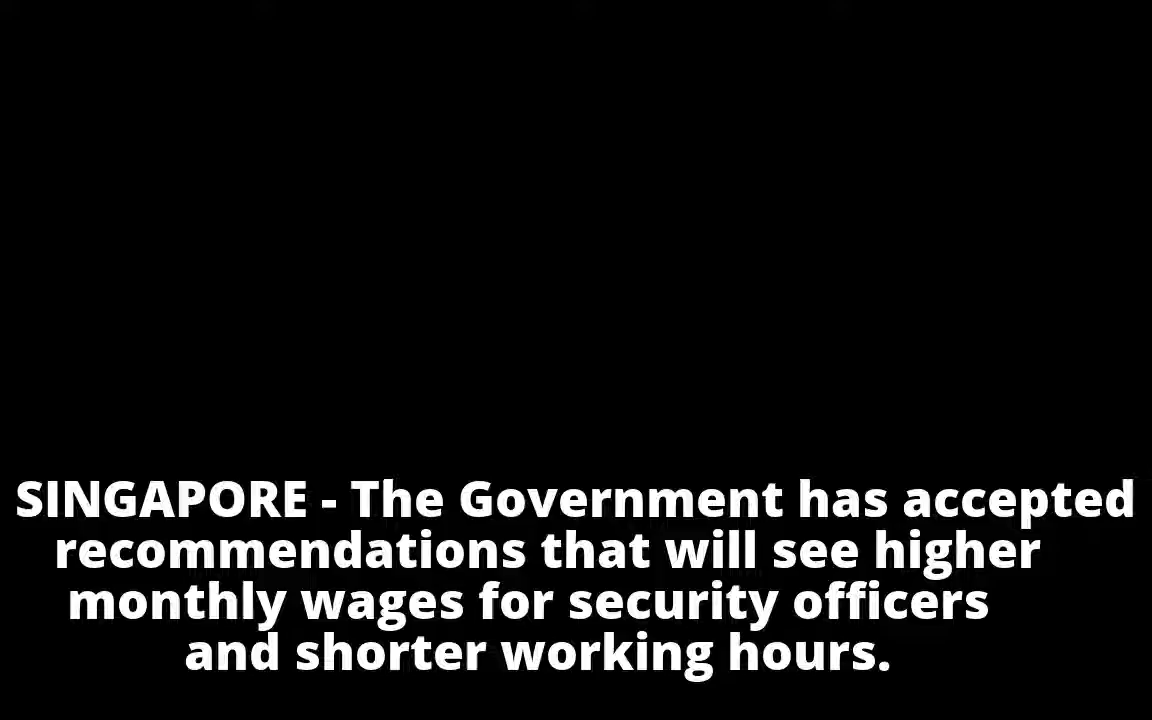 SINGAPORE - The Government has accepted
recommendations that will see higher
monthly wages for security officers
and shorter working hours.